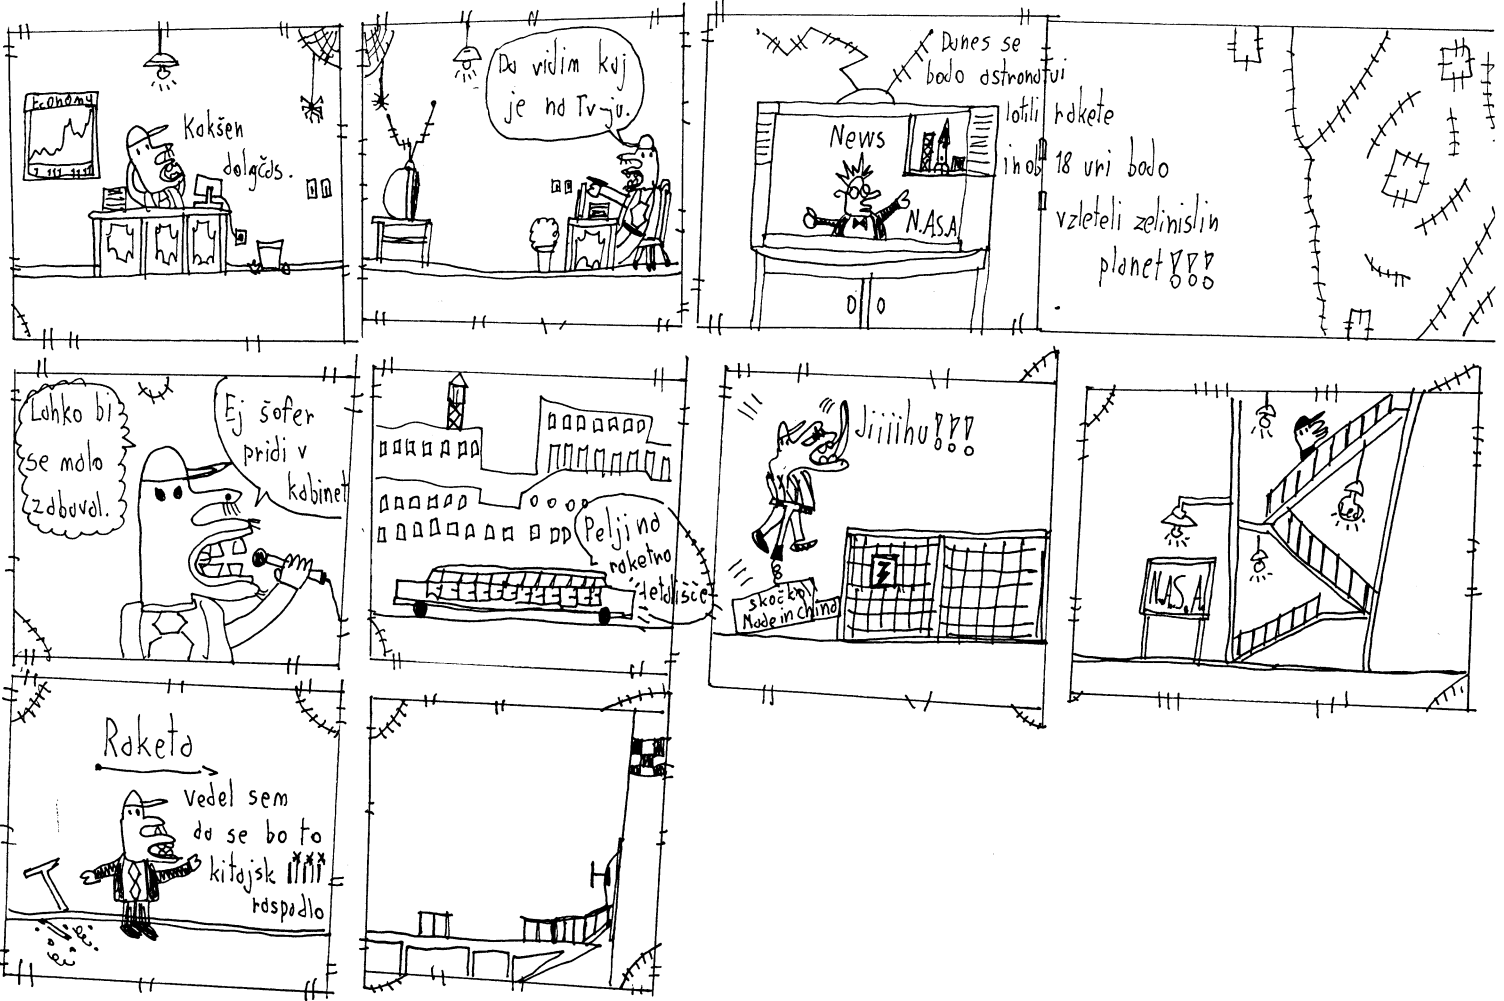 Economy
Kakšen
dolgčas.
Da vidim kaj
je na Tv-ju.
Danes se
bodo astronavti
lotili rakete
in ob 18 uri bodo
vzleteli zelinislin
planet!!!
News
N.A.S.A
Lahko bi
se malo
zabaval.
Ej šofer
pridi v
kabinet
Pelji na
raketno
letališče
Jiiiihu!!!
skočko
Made in China
N.A.S.A.
Led
Raketa
vedel sem
da se bo to
kitajsk
raspadlo